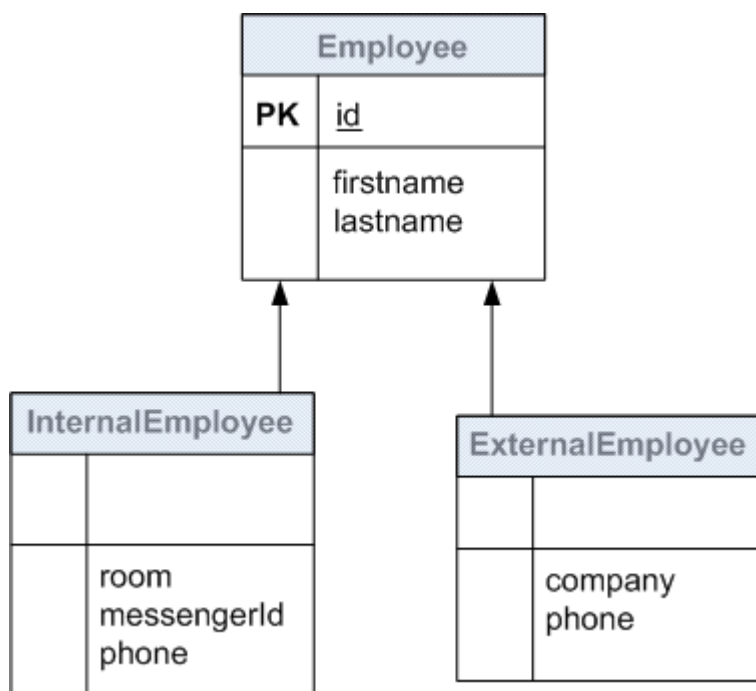 Employee
PK id
firstname
lastname
InternalEmployee
room
messengerId
phone
ExternalEmployee
company
phone